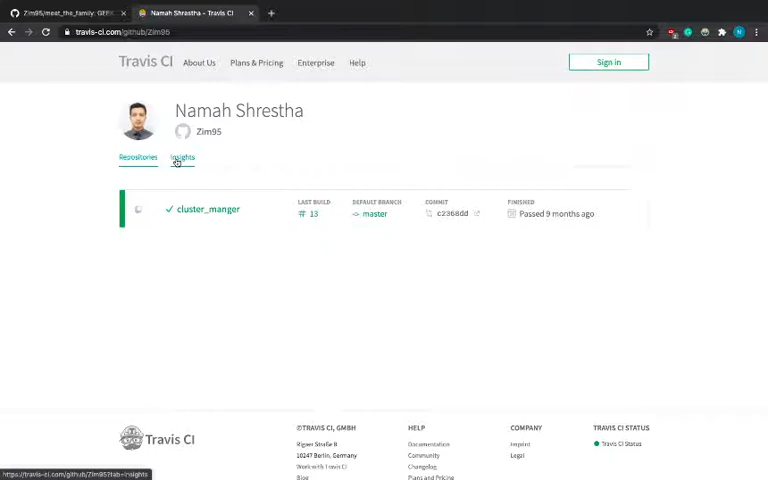 Zim95/meet_the_family: GEEK
Namah Shrestha - Travis CI
travis-ci.com/github/Zim95
Travis CI
About Us
Plans & Pricing
Enterprise
Help
Sign in
Namah Shrestha
Zim95
Repositories
Insights
cluster_manger
LAST BUILD
# 13
DEFAULT BRANCH
master
COMMIT
c2368dd
FINISHED
Passed 9 months ago
Travis CI
©TRAVIS CI, GMBH
Rigaer Straße 8
10247 Berlin, Germany
Work with Travis CI
Blog
HELP
Documentation
Community
Changelog
Plans and Pricing
COMPANY
Imprint
Legal
TRAVIS CI STATUS
Travis CI Status
https://travis-ci.com/github/Zim95?tab=insights